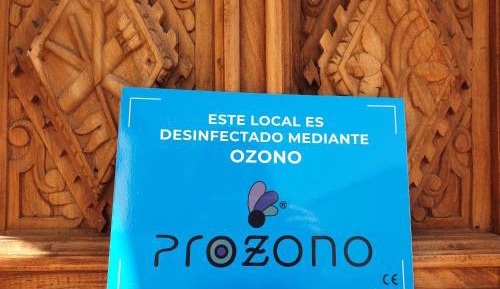 ESTE LOCAL ES
DESINFECTADO MEDIANTE
OZONO
®
PROZONO
CE